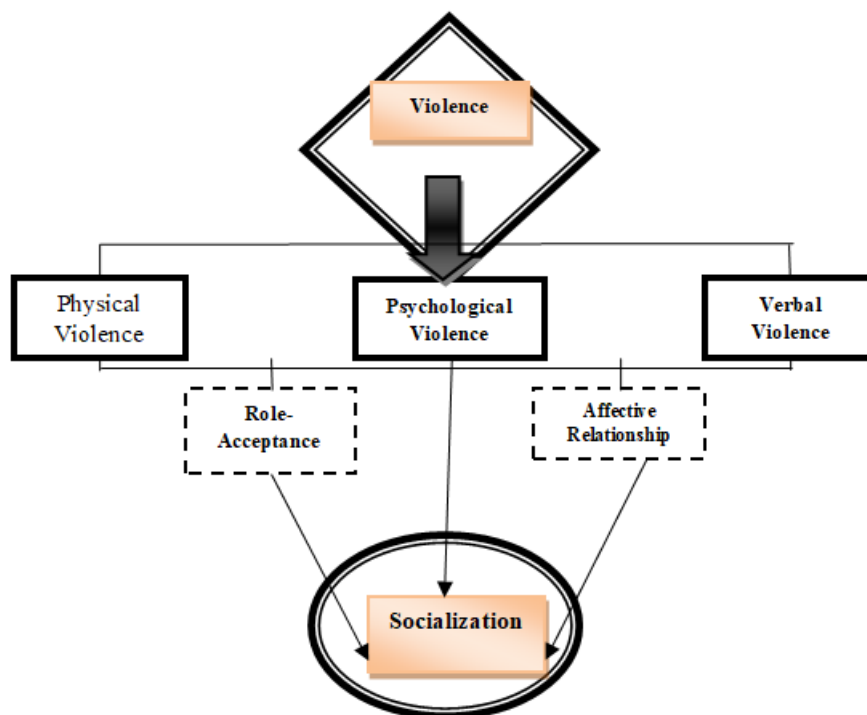 Violence
Physical
Violence
Psychological
Violence
Verbal
Violence
Role-
Acceptance
Affective
Relationship
Socialization